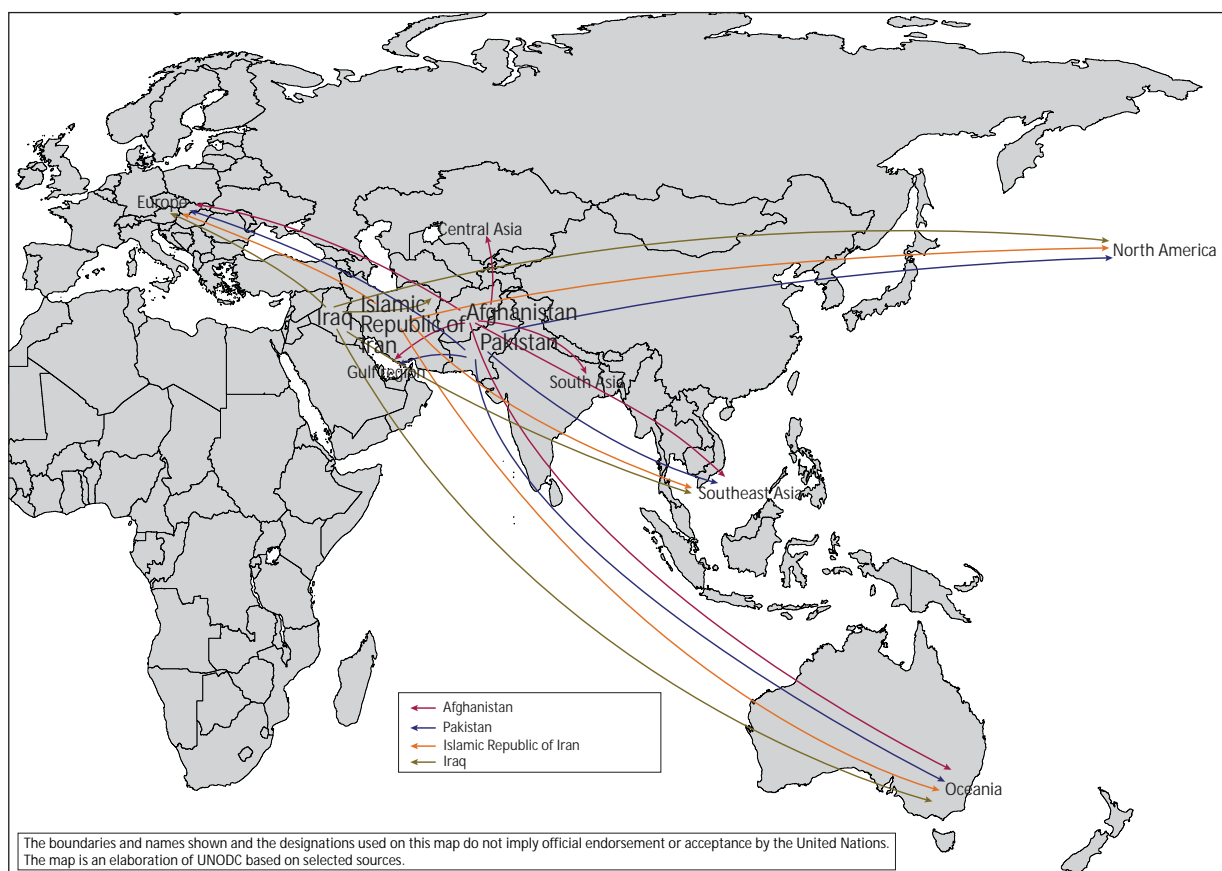 Europe
Central Asia
North America
Iraq
Islamic
Republic of
Iran
Afghanistan
Pakistan
Gulf region
South Asia
Southeast Asia
Afghanistan
Pakistan
Islamic Republic of Iran
Iraq
Oceania
The boundaries and names shown and the designations used on this map do not imply official endorsement or acceptance by the United Nations.
The map is an elaboration of UNODC based on selected sources.